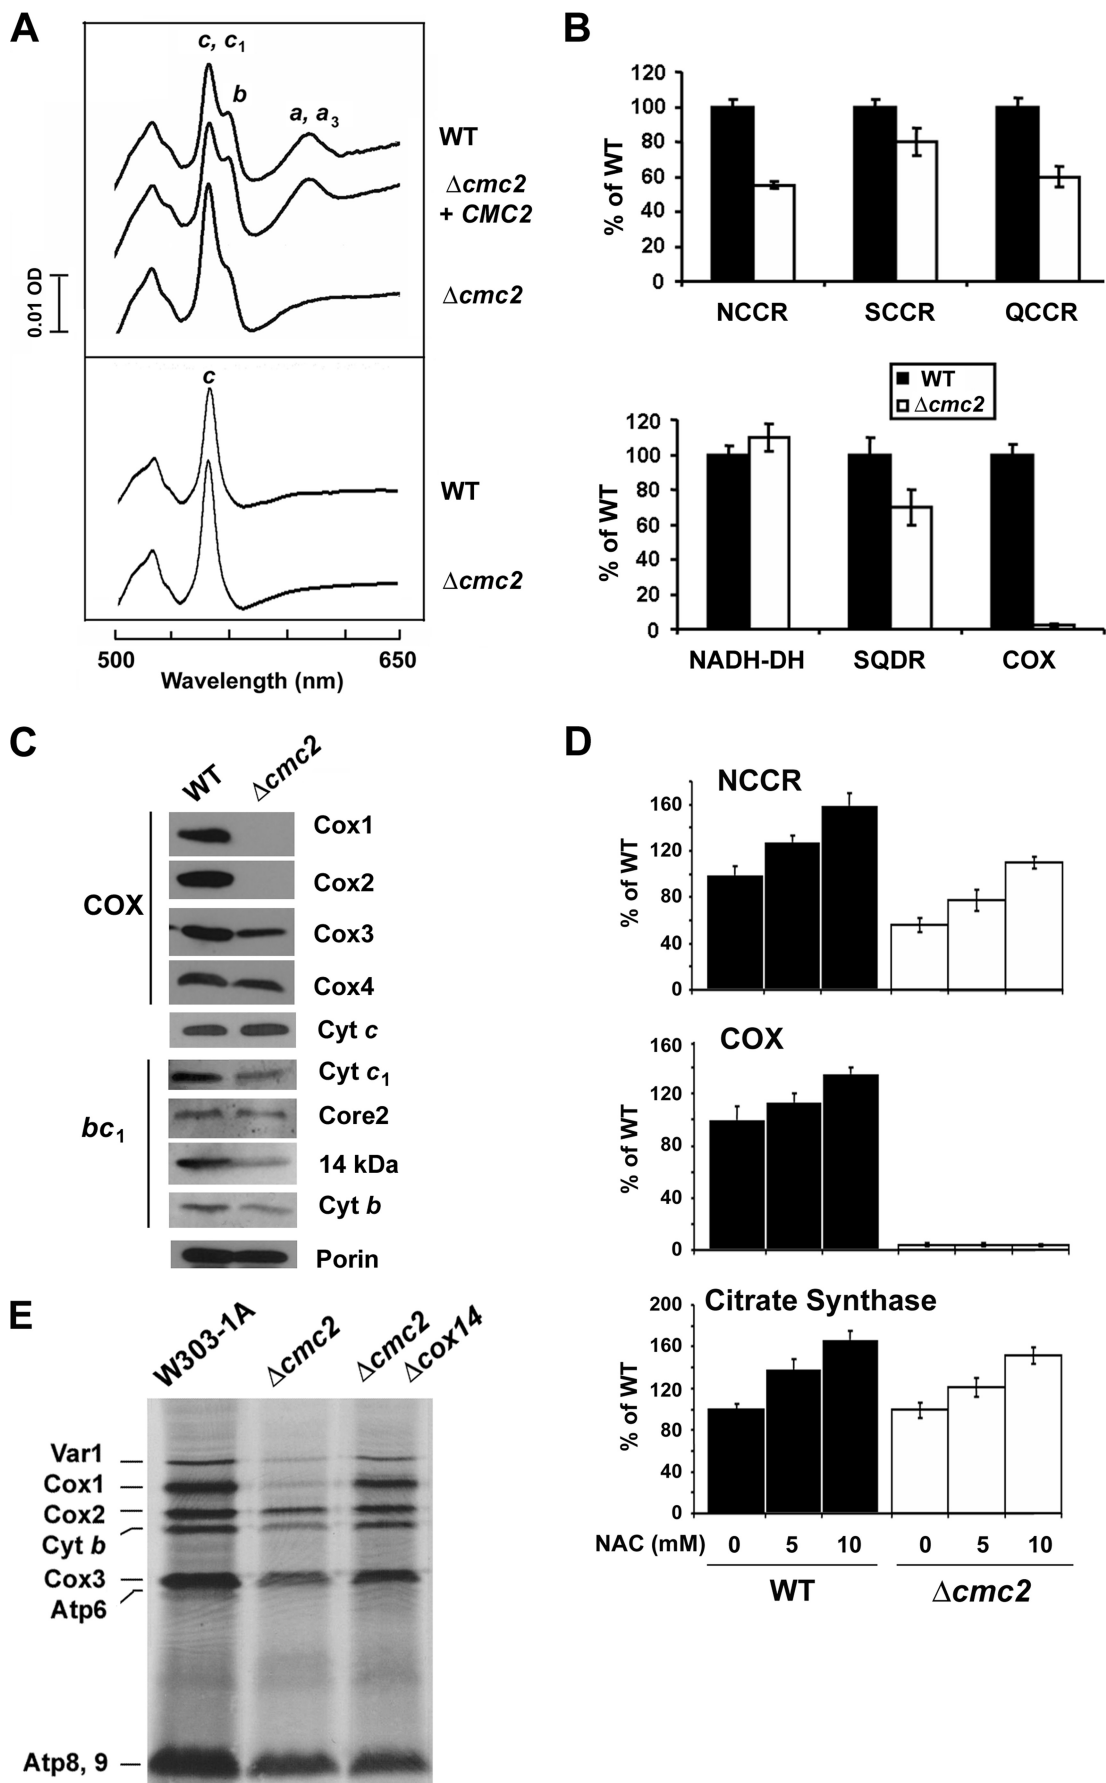 A
c, c1
b
a, a3
WT
Δcmc2
+ CMC2
Δcmc2
0.01 OD
c
WT
Δcmc2
500
650
Wavelength (nm)
B
120
100
80
60
40
20
0
% of WT
NCCR
SCCR
QCCR
WT
Δcmc2
120
100
80
60
40
20
0
% of WT
NADH-DH
SQDR
COX
C
WT
Δcmc2
COX
Cox1
Cox2
Cox3
Cox4
Cyt c
bc1
Cyt c1
Core2
14 kDa
Cyt b
Porin
D
NCCR
160
120
80
40
0
% of WT
COX
160
120
80
40
0
% of WT
Citrate Synthase
200
160
120
80
40
0
% of WT
NAC (mM) 0 5 10 0 5 10
WT
Δcmc2
E
W303-1A
Δcmc2
Δcmc2
Δcox14
Var1
Cox1
Cox2
Cyt b
Cox3
Atp6
Atp8, 9